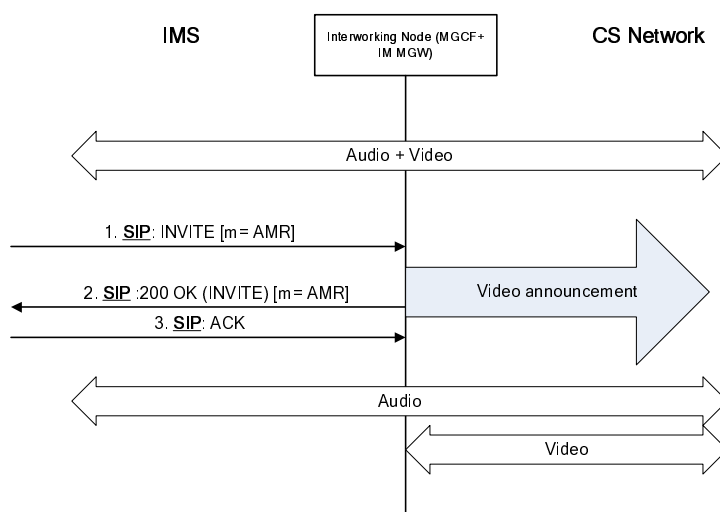 IMS
Interworking Node (MGCF+
IM MGW)
CS Network
Audio + Video
1. SIP: INVITE [m= AMR]
2. SIP :200 OK (INVITE) [m= AMR]
Video announcement
3. SIP: ACK
Audio
Video